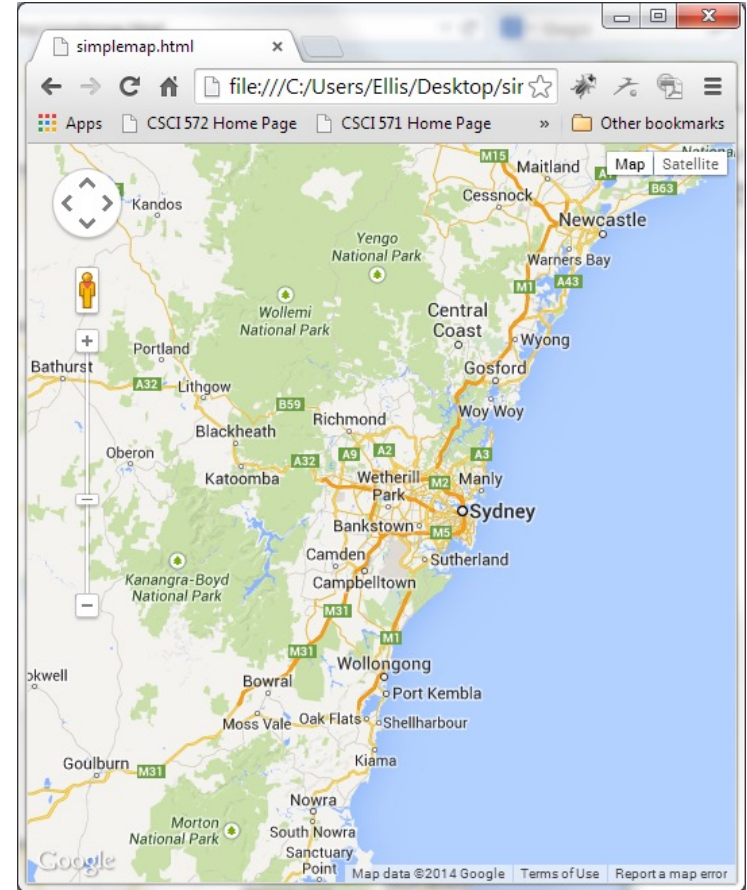 simplemap.html
file:///C:/Users/Ellis/Desktop/sir
Apps CSCI 572 Home Page CSCI 571 Home Page » Other bookmarks
Map Satellite
M15
Maitland
B63
Cessnock
Kandos
Newcastle
Yengo
National Park
Warners Bay
M1
A43
Wollemi
National Park
Central
Coast
Wyong
Portland
Bathurst
Gosford
A32
Lithgow
B59
Woy Woy
Richmond
Blackheath
Oberon
A32
A9
A2
A3
Katoomba
Wetherill
Park
M2
Manly
Sydney
Bankstown
M5
Camden
Sutherland
Kanangra-Boyd
National Park
Campbelltown
M31
M1
M31
Wollongong
okwell
Bowral
Port Kembla
Moss Vale
Oak Flats
Shellharbour
Goulburn
M31
Kiama
Nowra
Morton
National Park
South Nowra
Sanctuary
Point
Google
Map data ©2014 Google Terms of Use Report a map error